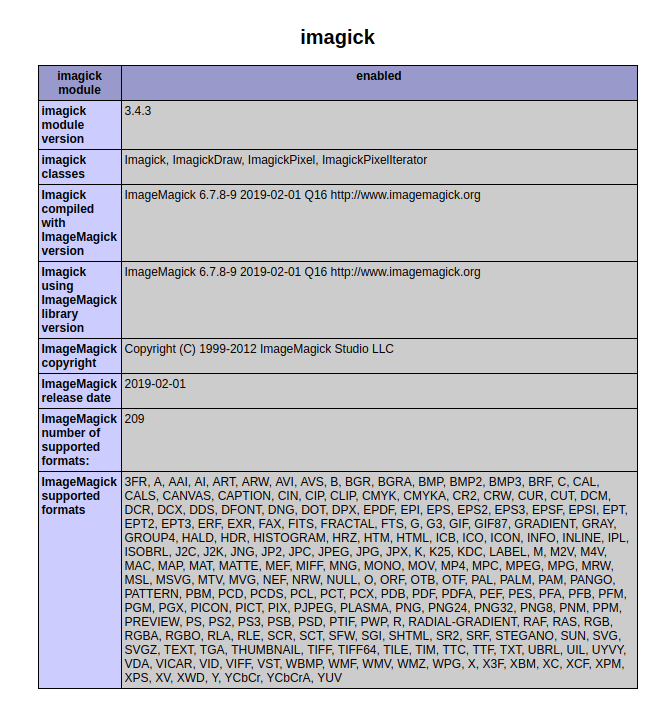 imagick
imagick
module
enabled
imagick
module
version
3.4.3
imagick
classes
Imagick, ImagickDraw, ImagickPixel, ImagickPixelIterator
Imagick
compiled
with
ImageMagick
version
ImageMagick 6.7.8-9 2019-02-01 Q16 http://www.imagemagick.org
Imagick
using
ImageMagick
library
version
ImageMagick 6.7.8-9 2019-02-01 Q16 http://www.imagemagick.org
ImageMagick
copyright
Copyright (C) 1999-2012 ImageMagick Studio LLC
ImageMagick
release date
2019-02-01
ImageMagick
number of
supported
formats:
209
ImageMagick
supported
formats
3FR, A, AAI, AI, ART, ARW, AVI, AVS, B, BGR, BGRA, BMP, BMP2, BMP3, BRF, C, CAL,
CALS, CANVAS, CAPTION, CIN, CIP, CLIP, CMYK, CMYKA, CR2, CRW, CUR, CUT, DCM,
DCR, DCX, DDS, DFONT, DNG, DOT, DPX, EPDF, EPI, EPS, EPS2, EPS3, EPSF, EPSI, EPT,
EPT2, EPT3, ERF, EXR, FAX, FITS, FRACTAL, FTS, G, G3, GIF, GIF87, GRADIENT, GRAY,
GROUP4, HALD, HDR, HISTOGRAM, HRZ, HTM, HTML, ICB, ICO, ICON, INFO, INLINE, IPL,
ISOBRL, J2C, J2K, JNG, JP2, JPC, JPEG, JPG, JPX, K, K25, KDC, LABEL, M, M2V, M4V,
MAC, MAP, MAT, MATTE, MEF, MIFF, MNG, MONO, MOV, MP4, MPC, MPEG, MPG, MRW,
MSL, MSVG, MTV, MVG, NEF, NRW, NULL, O, ORF, OTB, OTF, PAL, PALM, PAM, PANGO,
PATTERN, PBM, PCD, PCDS, PCL, PCT, PCX, PDB, PDF, PDFA, PEF, PES, PFA, PFB, PFM,
PGM, PGX, PICON, PICT, PIX, PJPEG, PLASMA, PNG, PNG24, PNG32, PNG8, PNM, PPM,
PREVIEW, PS, PS2, PS3, PSB, PSD, PTIF, PWP, R, RADIAL-GRADIENT, RAF, RAS, RGB,
RGBA, RGBO, RLA, RLE, SCR, SCT, SFW, SGI, SHTML, SR2, SRF, STEGANO, SUN, SVG,
SVGZ, TEXT, TGA, THUMBNAIL, TIFF, TIFF64, TILE, TIM, TTC, TTF, TXT, UBRL, UIL, UYVY,
VDA, VICAR, VID, VIFF, VST, WBMP, WMF, WMV, WMZ, WPG, X, X3F, XBM, XC, XCF, XPM,
XPS, XV, XWD, Y, YCbCr, YCbCrA, YUV